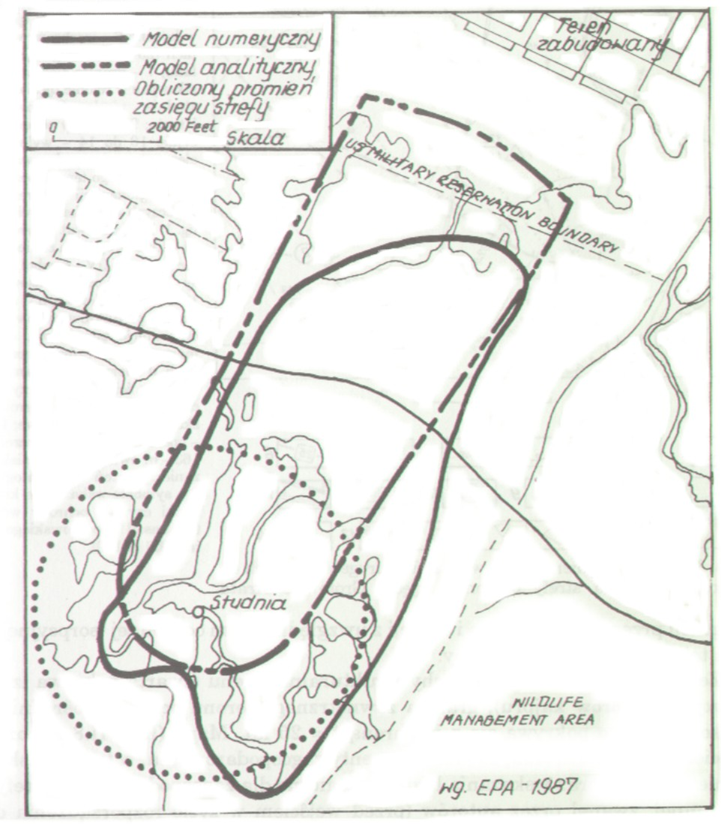 Model numeryczny
Model analityczny
Obliczony promień
zasięgu strefy
0 2000 Feet
skala
Teren
zabudowany
US MILITARY RESERVATION BOUNDARY
Studnia
WILDLIFE
MANAGEMENT AREA
wg. EPA-1987